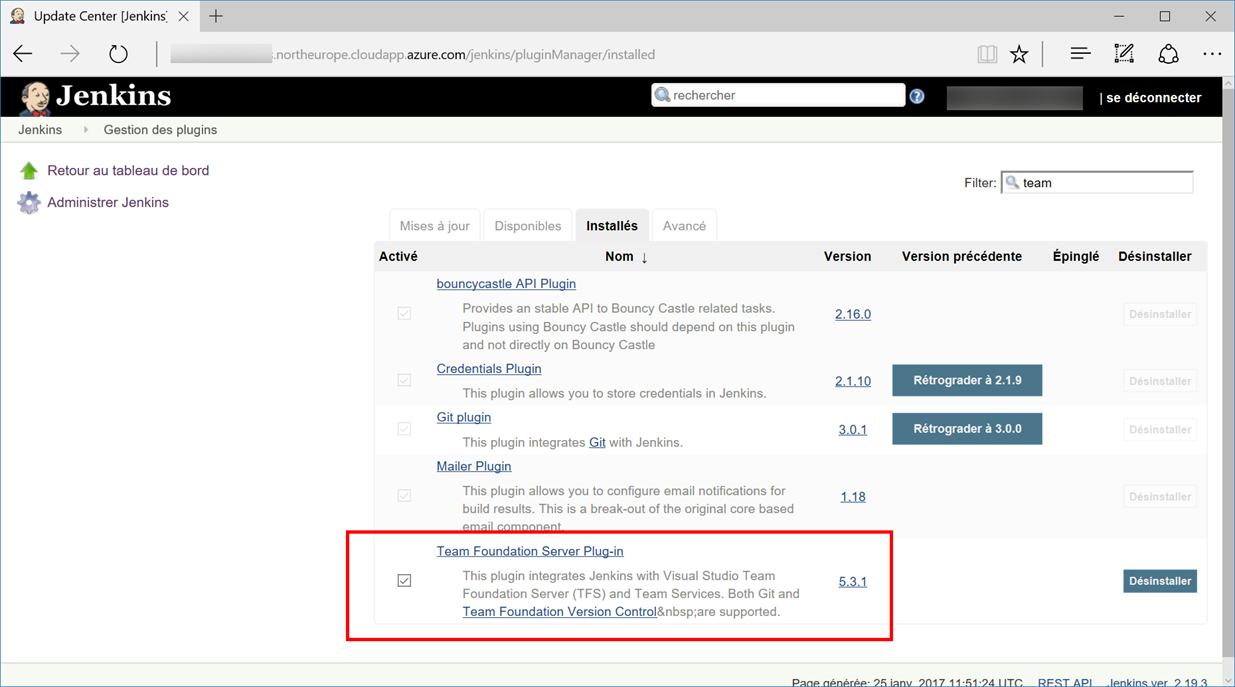 Update Center [Jenkins]
.northeurope.cloudapp.azure.com/jenkins/pluginManager/installed
Jenkins
rechercher
| se déconnecter
Jenkins
Gestion des plugins
Retour au tableau de bord
Administrer Jenkins
Filter: team
Mises à jour
Disponibles
Installés
Avancé
Activé
Nom ↓
Version
Version précédente
Épinglé
Désinstaller
bouncycastle API Plugin
Provides an stable API to Bouncy Castle related tasks.
Plugins using Bouncy Castle should depend on this plugin
and not directly on Bouncy Castle
2.16.0
Désinstaller
Credentials Plugin
This plugin allows you to store credentials in Jenkins.
2.1.10
Rétrograder à 2.1.9
Désinstaller
Git plugin
This plugin integrates Git with Jenkins.
3.0.1
Rétrograder à 3.0.0
Désinstaller
Mailer Plugin
This plugin allows you to configure email notifications for
build results. This is a break-out of the original core based
email component.
1.18
Désinstaller
Team Foundation Server Plug-in
This plugin integrates Jenkins with Visual Studio Team
Foundation Server (TFS) and Team Services. Both Git and
Team Foundation Version Control&nbsp;are supported.
5.3.1
Désinstaller
Page générée: 25 janv. 2017 11:51:24 UTC
REST API
Jenkins ver. 2.19.3